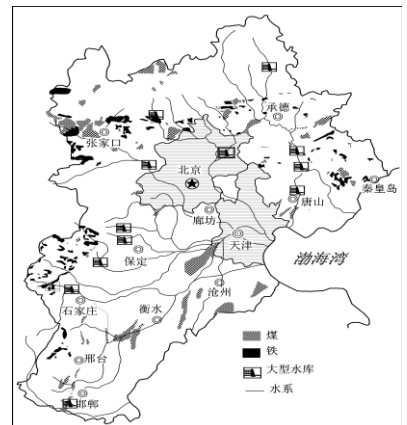 承德
张家口
北京
秦皇岛
唐山
廊坊
天津
渤海湾
保定
沧州
石家庄
衡水
邢台
邯郸
煤
铁
大型水库
水系